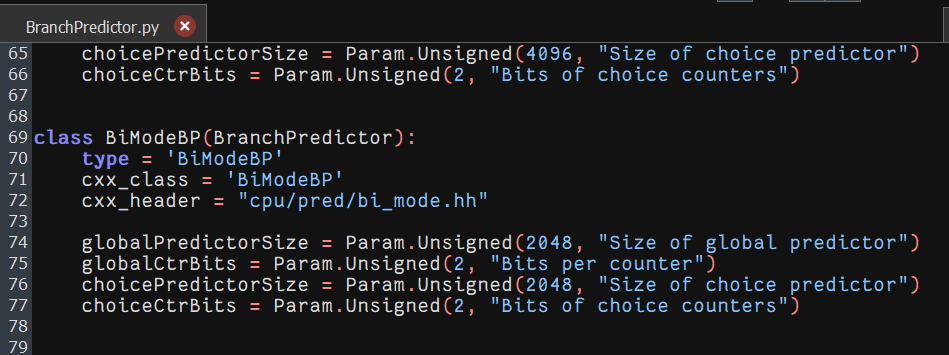 BranchPredictor.py
65     choicePredictorSize = Param.Unsigned(4096, "Size of choice predictor")
66     choiceCtrBits = Param.Unsigned(2, "Bits of choice counters")
67
68
69 class BiModeBP(BranchPredictor):
70     type = 'BiModeBP'
71     cxx_class = 'BiModeBP'
72     cxx_header = "cpu/pred/bi_mode.hh"
73
74     globalPredictorSize = Param.Unsigned(2048, "Size of global predictor")
75     globalCtrBits = Param.Unsigned(2, "Bits per counter")
76     choicePredictorSize = Param.Unsigned(2048, "Size of choice predictor")
77     choiceCtrBits = Param.Unsigned(2, "Bits of choice counters")
78
79